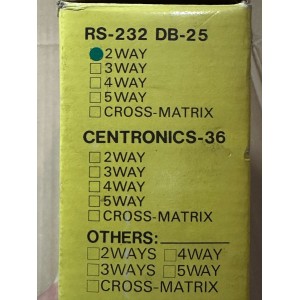 RS-232 DB-25
2WAY
3WAY
4WAY
5WAY
CROSS-MATRIX
CENTRONICS-36
2WAY
3WAY
4WAY
5WAY
CROSS-MATRIX
OTHERS:
2WAYS 4WAY
3WAYS 5WAY
CROSS-MATRIX